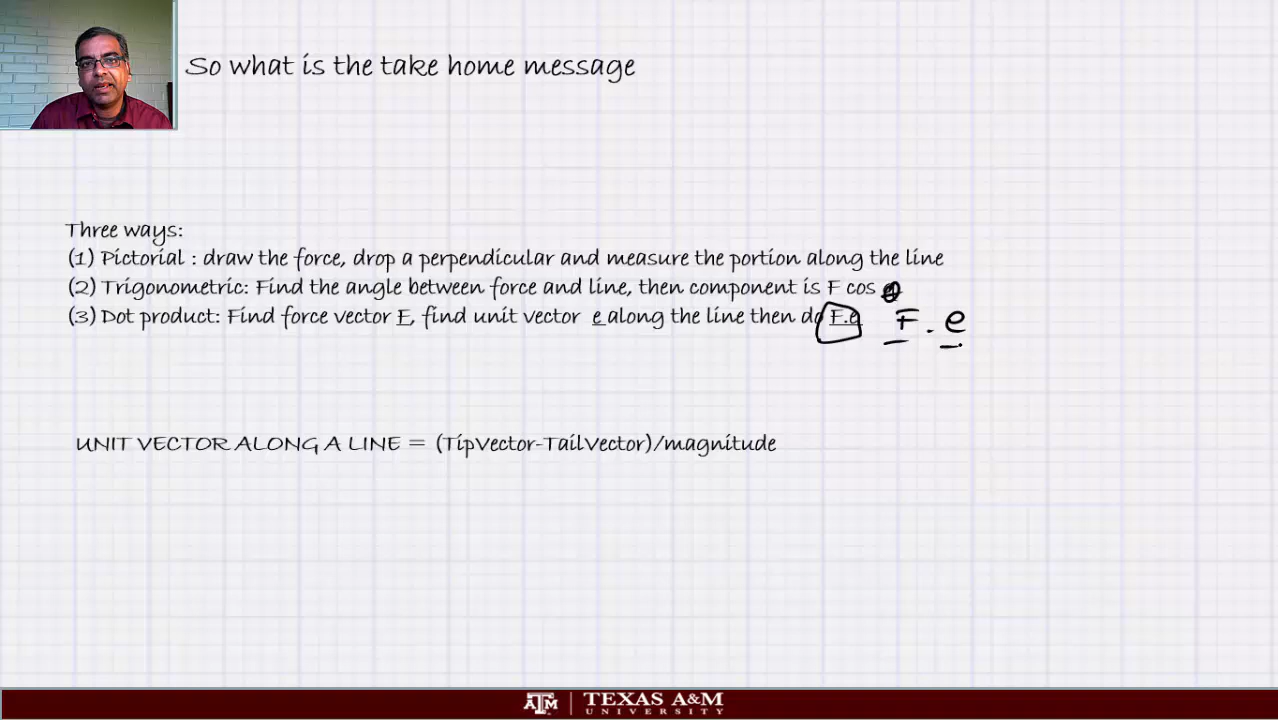 So what is the take home message
Three ways:
(1) Pictorial : draw the force, drop a perpendicular and measure the portion along the line
(2) Trigonometric: Find the angle between force and line, then component is F cos θ
(3) Dot product: Find force vector F, find unit vector e along the line then do F.e F . e
UNIT VECTOR ALONG A LINE = (TipVector-TailVector)/magnitude
ATM TEXAS A&M
UNIVERSITY